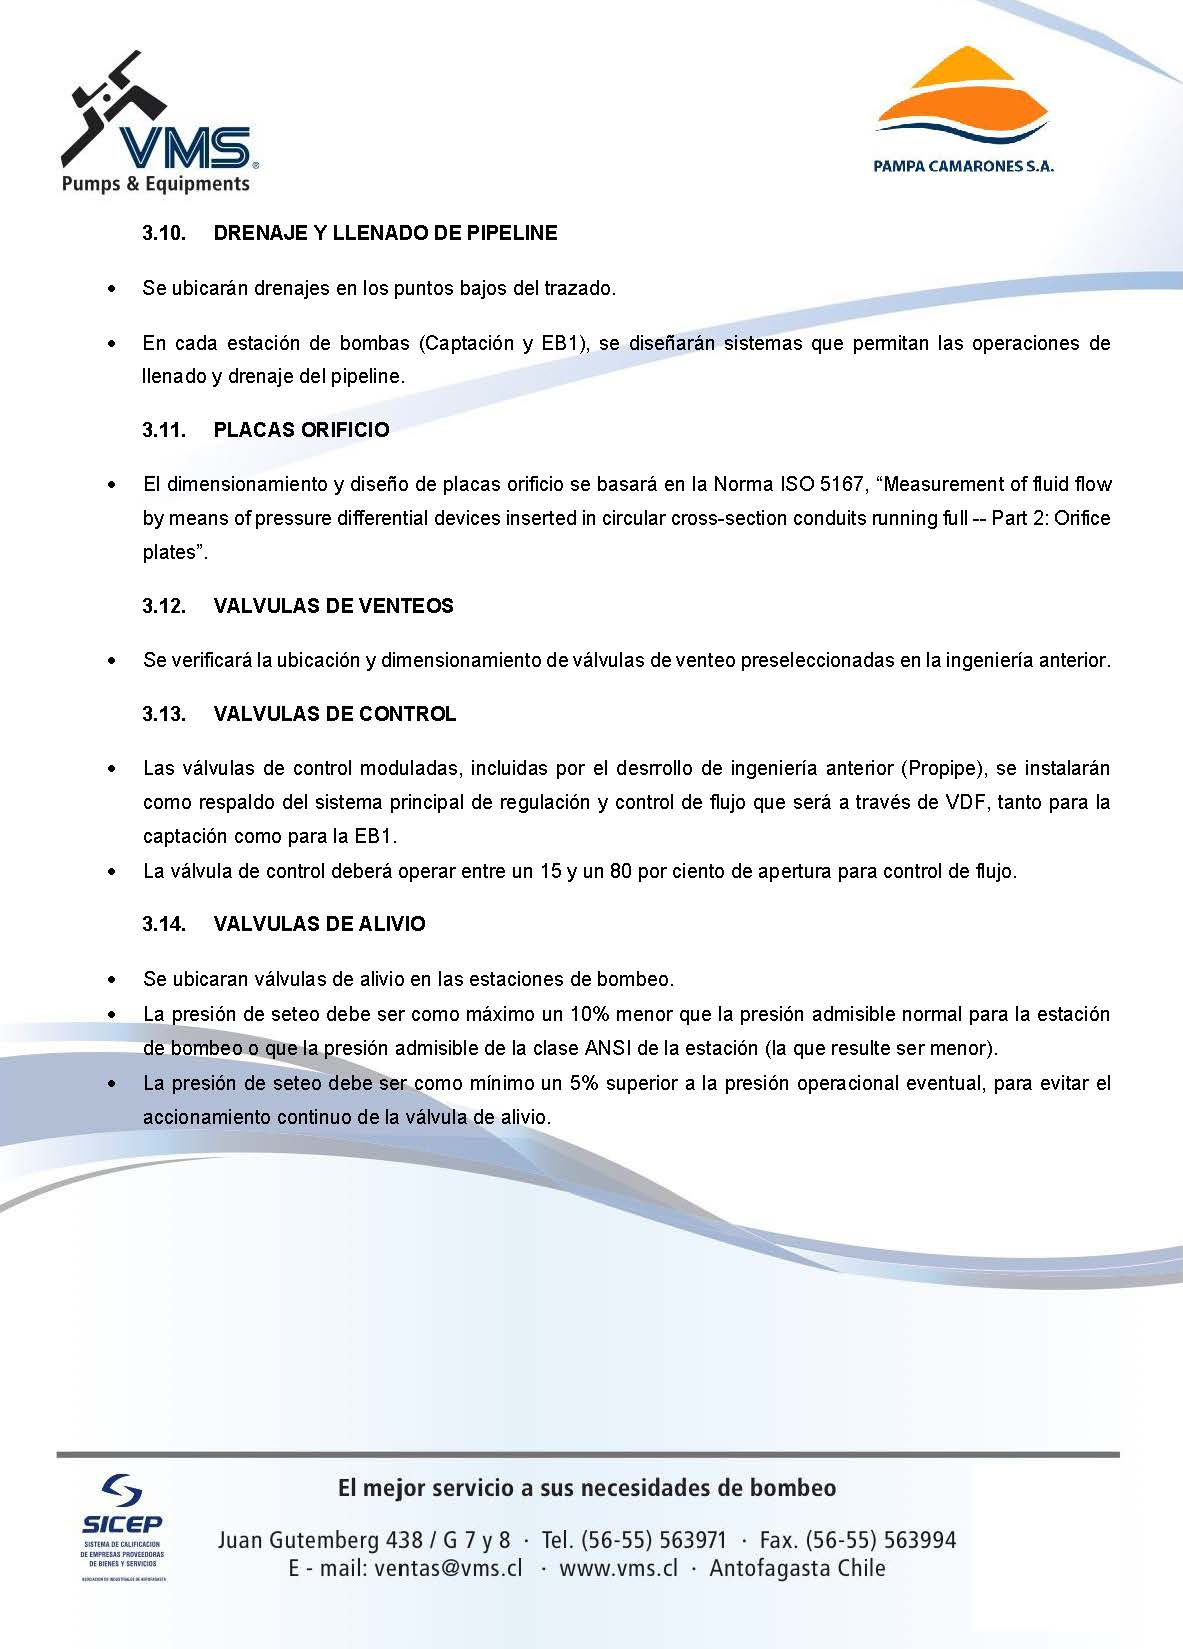 VMS®
Pumps & Equipments
PAMPA CAMARONES S.A.
3.10. DRENAJE Y LLENADO DE PIPELINE
• Se ubicarán drenajes en los puntos bajos del trazado.
• En cada estación de bombas (Captación y EB1), se diseñarán sistemas que permitan las operaciones de
llenado y drenaje del pipeline.
3.11. PLACAS ORIFICIO
• El dimensionamiento y diseño de placas orificio se basará en la Norma ISO 5167, “Measurement of fluid flow
by means of pressure differential devices inserted in circular cross-section conduits running full -- Part 2: Orifice
plates”.
3.12. VALVULAS DE VENTEOS
• Se verificará la ubicación y dimensionamiento de válvulas de venteo preseleccionadas en la ingeniería anterior.
3.13. VALVULAS DE CONTROL
• Las válvulas de control moduladas, incluidas por el desrrollo de ingeniería anterior (Propipe), se instalarán
como respaldo del sistema principal de regulación y control de flujo que será a través de VDF, tanto para la
captación como para la EB1.
• La válvula de control deberá operar entre un 15 y un 80 por ciento de apertura para control de flujo.
3.14. VALVULAS DE ALIVIO
• Se ubicaran válvulas de alivio en las estaciones de bombeo.
• La presión de seteo debe ser como máximo un 10% menor que la presión admisible normal para la estación
de bombeo o que la presión admisible de la clase ANSI de la estación (la que resulte ser menor).
• La presión de seteo debe ser como mínimo un 5% superior a la presión operacional eventual, para evitar el
accionamiento continuo de la válvula de alivio.
El mejor servicio a sus necesidades de bombeo
SICEP
SISTEMA DE CALIFICACION
DE EMPRESAS PROVEEDORAS
DE BIENES Y SERVICIOS
ASOCIACION DE INDUSTRIALES DE ANTOFAGASTA
Juan Gutemberg 438 / G 7 y 8 · Tel. (56-55) 563971 · Fax. (56-55) 563994
E - mail: ventas@vms.cl · www.vms.cl · Antofagasta Chile